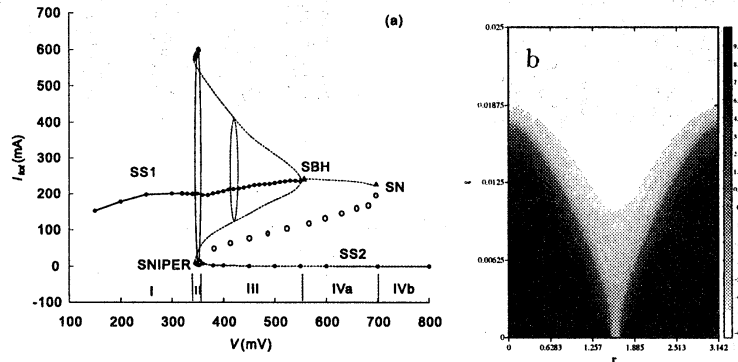 (a)
700
600
500
400
300
200
100
0
-100
I_tot (mA)
SS1
SBH
SN
SNIPER
SS2
I
II
III
IVa
IVb
100
200
300
400
500
600
700
800
V (mV)
b
0.025
0.01875
0.0125
0.00625
0
t
0
0.6283
1.257
1.885
2.513
3.142
r